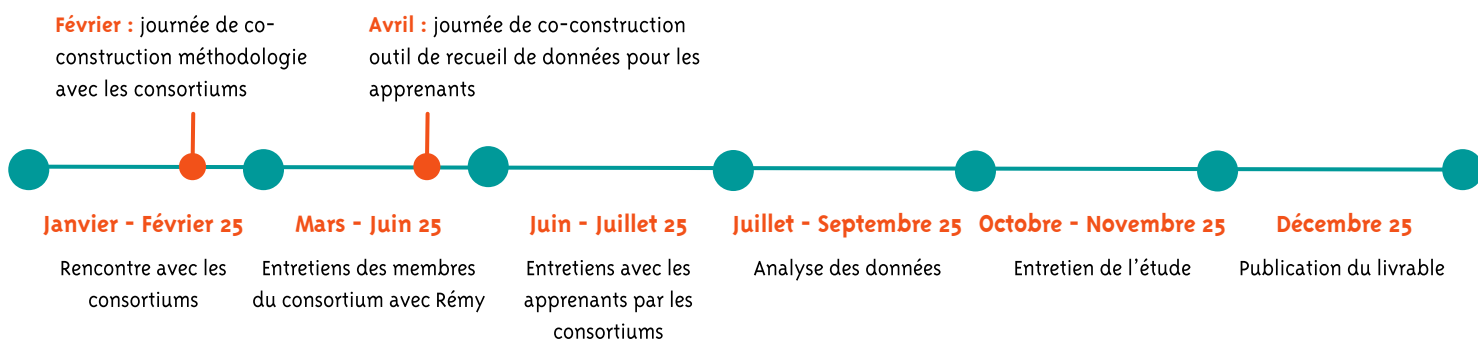 Février : journée de co-
construction méthodologie
avec les consortiums
Avril : journée de co-construction
outil de recueil de données pour les
apprenants
Janvier - Février 25
Rencontre avec les
consortiums
Mars - Juin 25
Entretiens des membres
du consortium avec Rémy
Juin - Juillet 25
Entretiens avec les
apprenants par les
consortiums
Juillet - Septembre 25
Analyse des données
Octobre - Novembre 25
Entretien de l'étude
Décembre 25
Publication du livrable